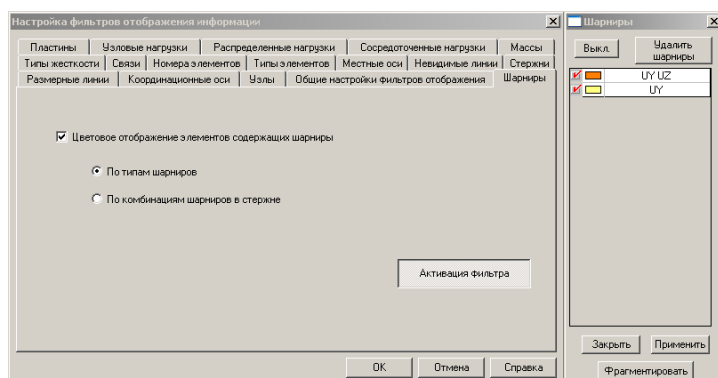 Настройка фильтров отображения информации
Пластины Узловые нагрузки Распределенные нагрузки Сосредоточенные нагрузки Массы
Типы жесткости Связи Номера элементов Типы элементов Местные оси Невидимые линии Стержни
Размерные линии Координационные оси Узлы Общие настройки фильтров отображения Шарниры
Цветовое отображение элементов содержащих шарниры
По типам шарниров
По комбинациям шарниров в стержне
Активация фильтра
OK Отмена Справка
Шарниры
Выкл. Удалить шарниры
UY UZ
UY
Закрыть Применить
Фрагментировать